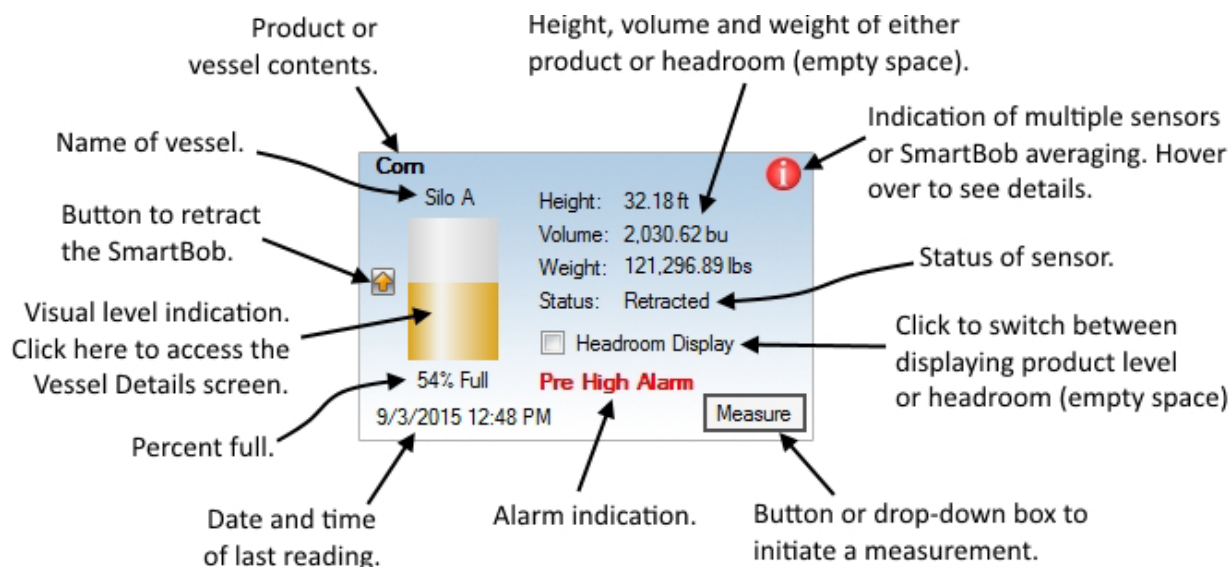 Product or
vessel contents.
Height, volume and weight of either
product or headroom (empty space).
Name of vessel.
Indication of multiple sensors
or SmartBob averaging. Hover
over to see details.
Button to retract
the SmartBob.
Corn
Silo A
i
Height: 32.18 ft
Volume: 2,030.62 bu
Weight: 121,296.89 lbs
Status: Retracted
Headroom Display
54% Full
Pre High Alarm
9/3/2015 12:48 PM
Measure
Status of sensor.
Visual level indication.
Click here to access the
Vessel Details screen.
Click to switch between
displaying product level
or headroom (empty space)
Percent full.
Date and time
of last reading.
Alarm indication.
Button or drop-down box to
initiate a measurement.